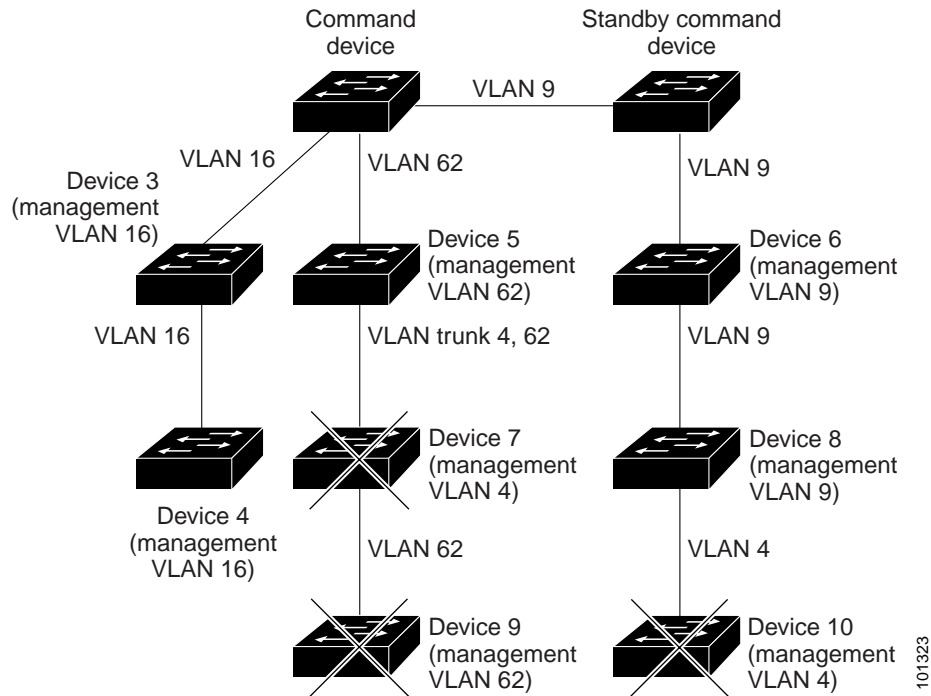 Command
device
Standby command
device
VLAN 9
VLAN 16
VLAN 62
VLAN 9
Device 3
(management
VLAN 16)
Device 5
(management
VLAN 62)
Device 6
(management
VLAN 9)
VLAN 16
VLAN trunk 4, 62
VLAN 9
Device 4
(management
VLAN 16)
Device 7
(management
VLAN 4)
Device 8
(management
VLAN 9)
VLAN 62
VLAN 4
Device 9
(management
VLAN 62)
Device 10
(management
VLAN 4)
101323